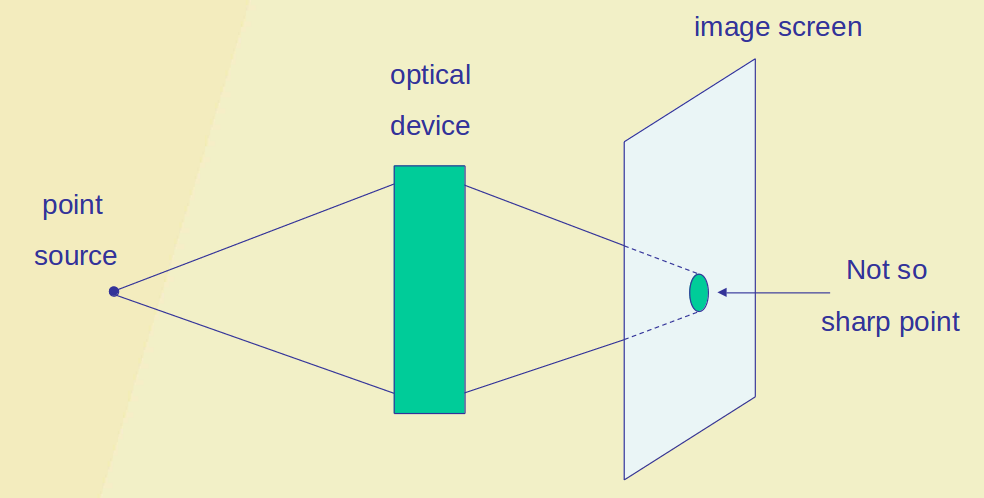 image screen
optical
device
point
source
Not so
sharp point